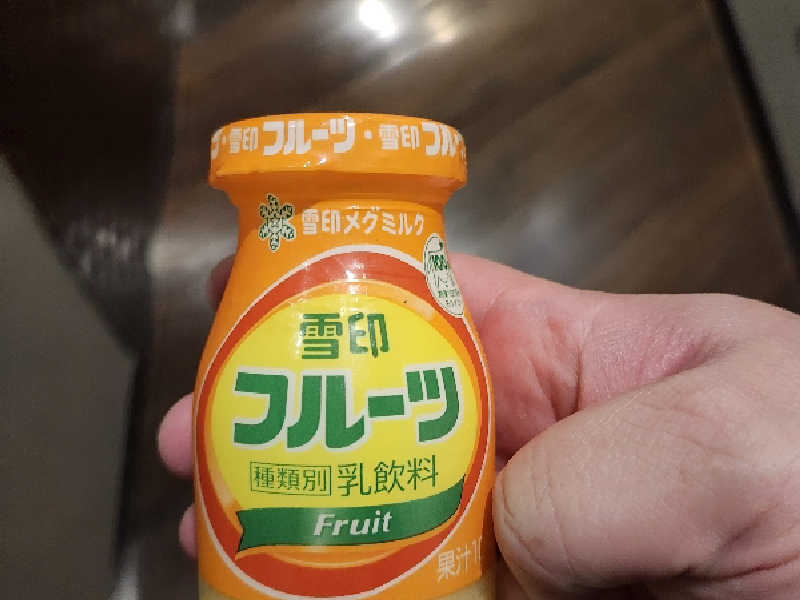 ・雪印 フルーツ・雪印 フルー
雪印メグミルク
100
雪印
フルーツ
種類別 乳飲料
Fruit
果汁1